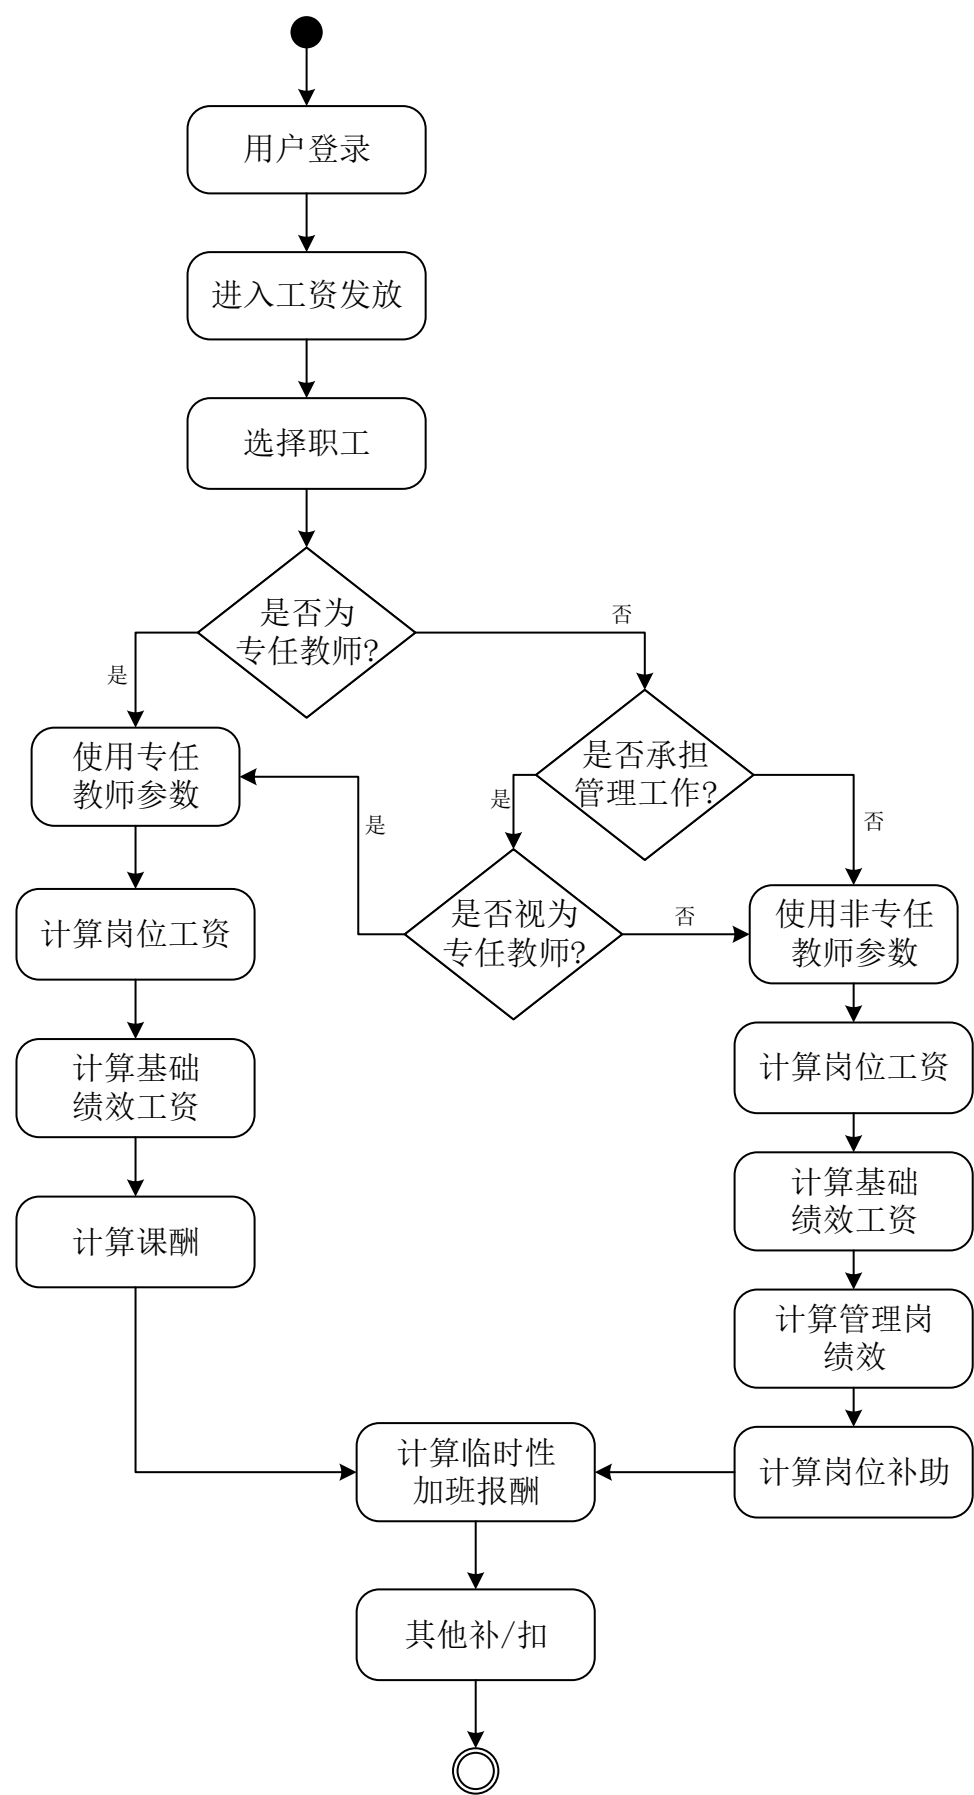 用户登录
进入工资发放
选择职工
是否为
专任教师?
是
否
是否承担
管理工作?
是
否
使用专任
教师参数
是
是否视为
专任教师?
否
使用非专任
教师参数
计算岗位工资
计算基础
绩效工资
计算课酬
计算岗位工资
计算基础
绩效工资
计算管理岗
绩效
计算岗位补助
计算临时性
加班报酬
其他补/扣